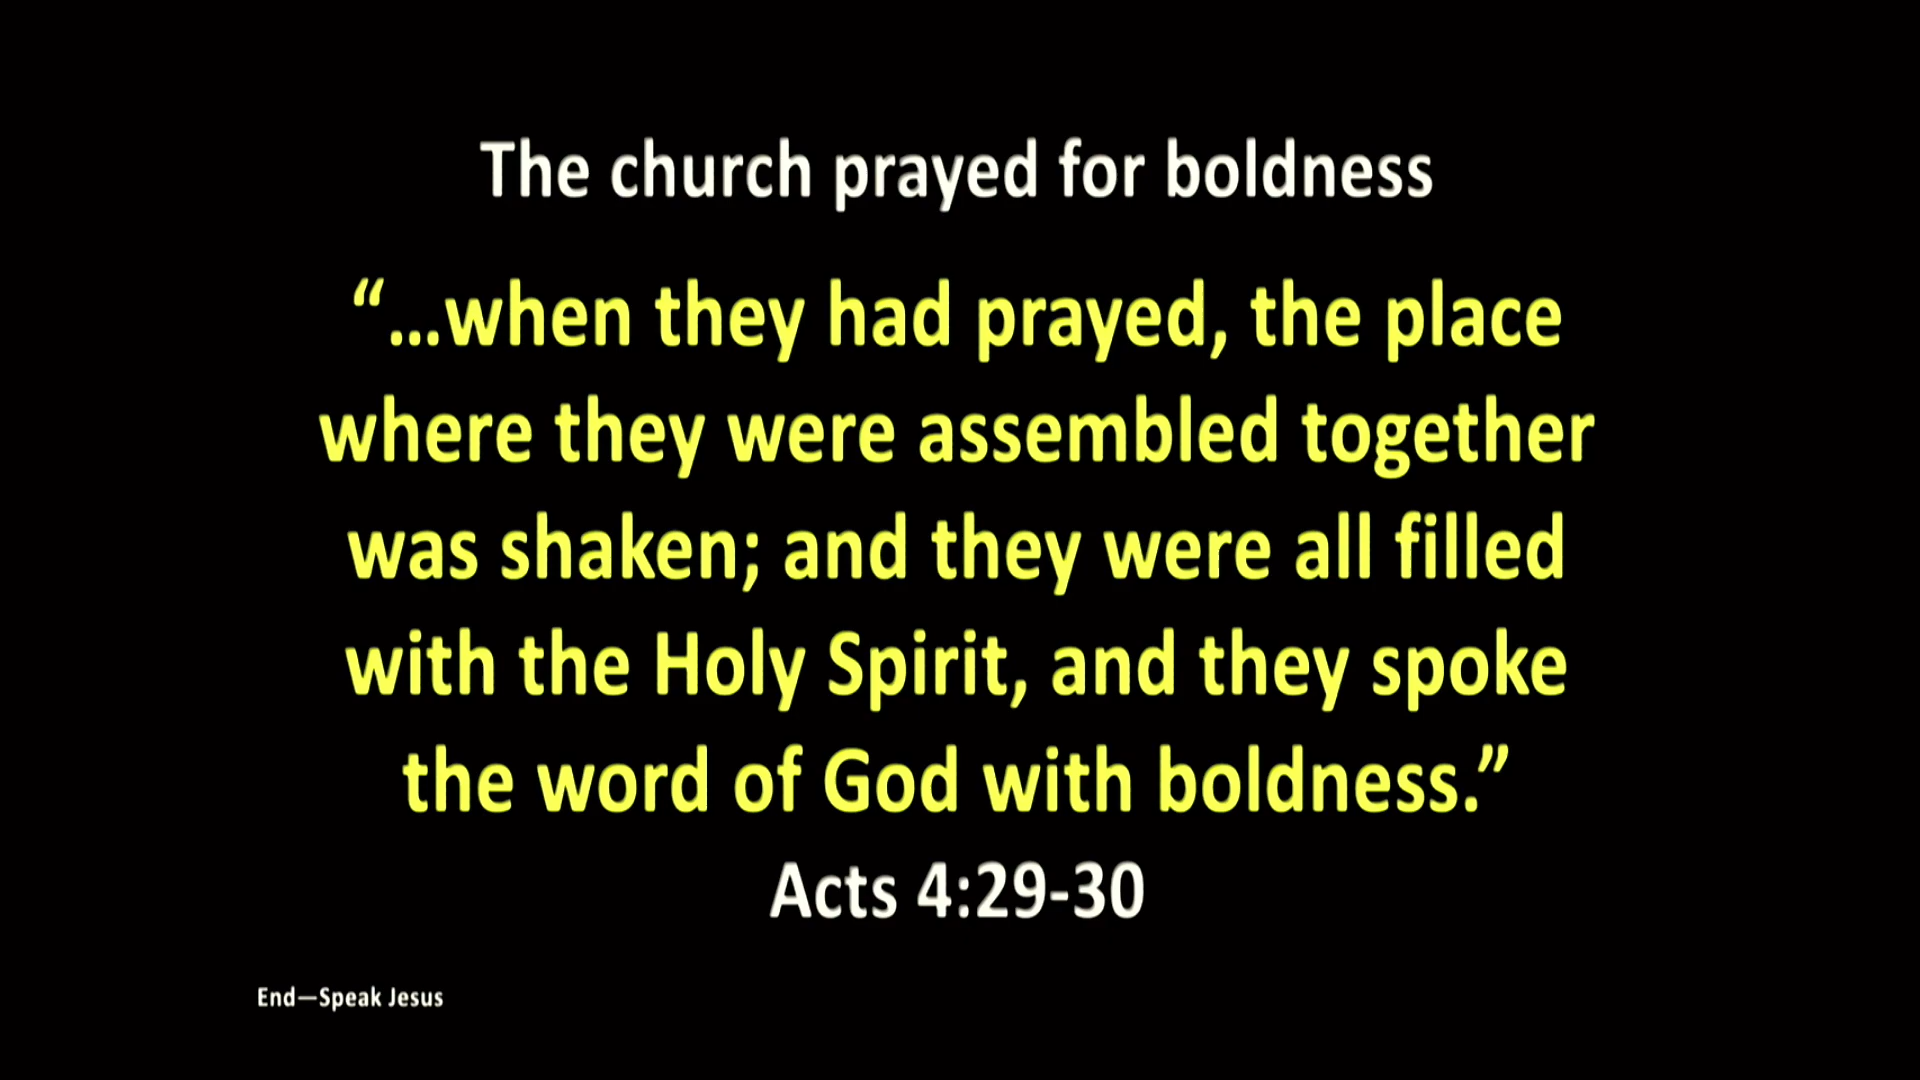 The church prayed for boldness
“...when they had prayed, the place
where they were assembled together
was shaken; and they were all filled
with the Holy Spirit, and they spoke
the word of God with boldness.”
Acts 4:29-30
End—Speak Jesus